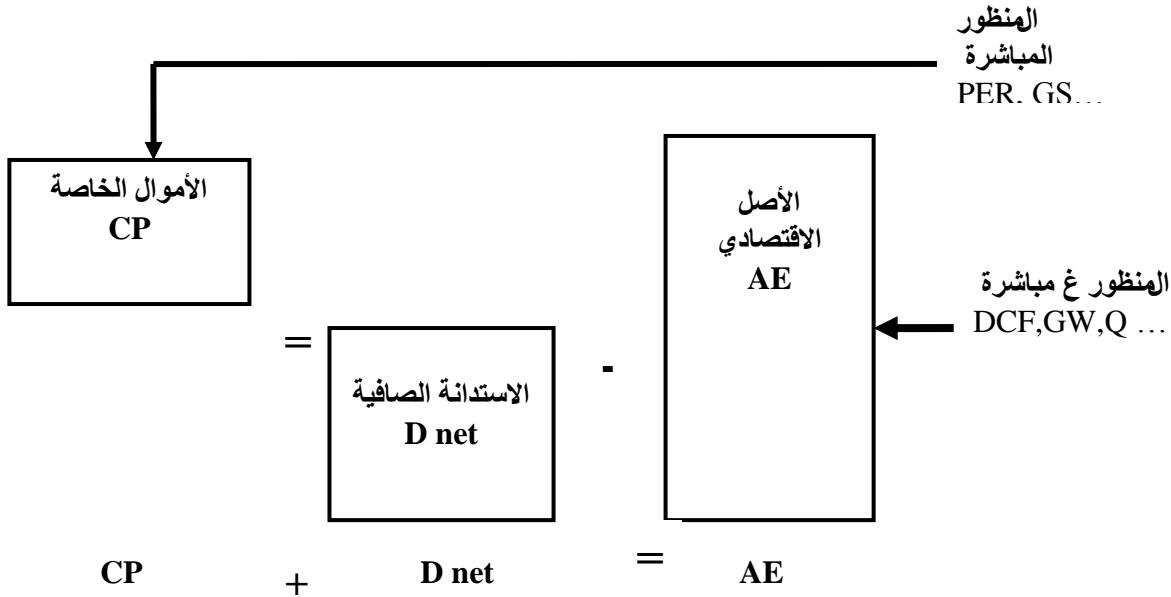 المنظور
المباشرة
PER, GS…
الأموال الخاصة
CP
الأصل
الاقتصادي
AE
المنظور غ مباشرة
DCF,GW,Q …
=
-
الاستدانة الصافية
D net
CP + D net = AE